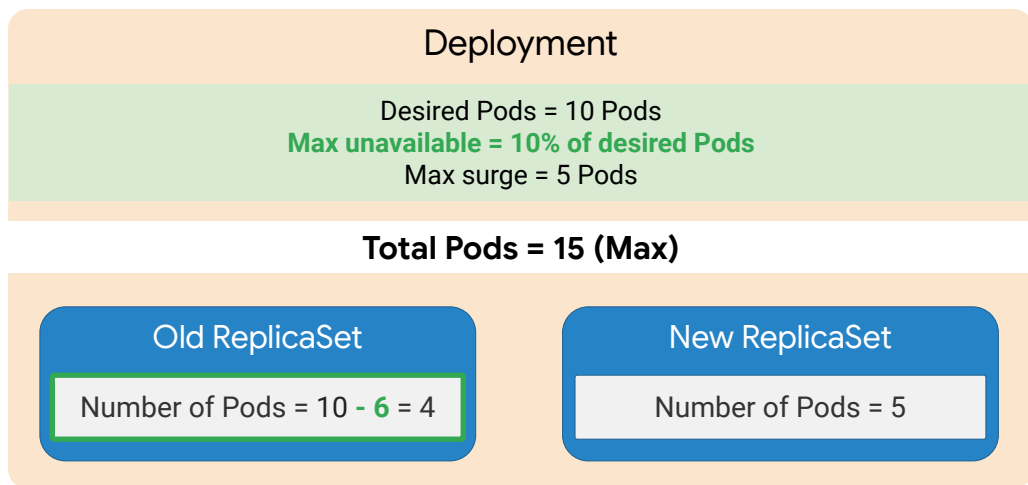 Deployment
Desired Pods = 10 Pods
Max unavailable = 10% of desired Pods
Max surge = 5 Pods
Total Pods = 15 (Max)
Old ReplicaSet
Number of Pods = 10 - 6 = 4
New ReplicaSet
Number of Pods = 5